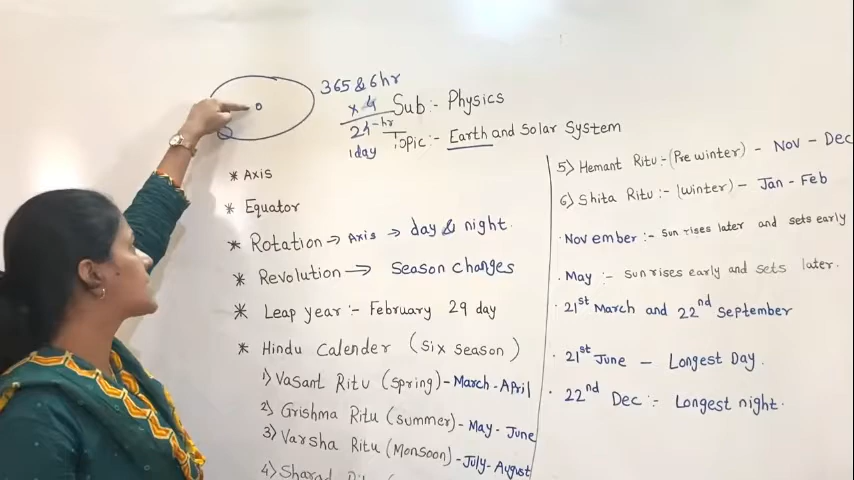 365 & 6 hr
x 4
24-hr
1day
Sub :- Physics
Topic :- Earth and Solar System
* Axis
* Equator
* Rotation → Axis → day & night.
* Revolution → Season changes
* Leap year :- February 29 day
* Hindu Calender (Six season)
1) Vasant Ritu (Spring) - March - April
2) Grishma Ritu (summer) - May - June
3) Varsha Ritu (Monsoon) - July - August
4) Sharad
5) Hemant Ritu :- (Pre winter) - Nov - Dec
6) Shita Ritu :- (winter) - Jan - Feb
· November :- Sun rises later and sets early
· May :- Sun rises early and sets later.
· 21st March and 22nd September
· 21st June - Longest Day.
· 22nd Dec :- Longest night.